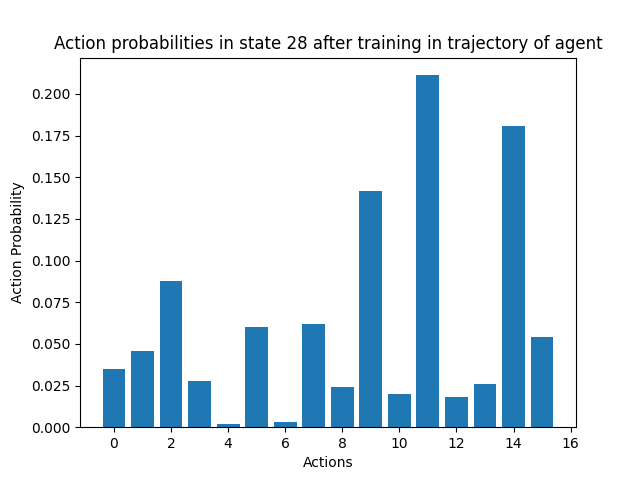 Action probabilities in state 28 after training in trajectory of agent
0.200
0.175
0.150
0.125
0.100
0.075
0.050
0.025
0.000
Action Probability
0 2 4 6 8 10 12 14 16
Actions